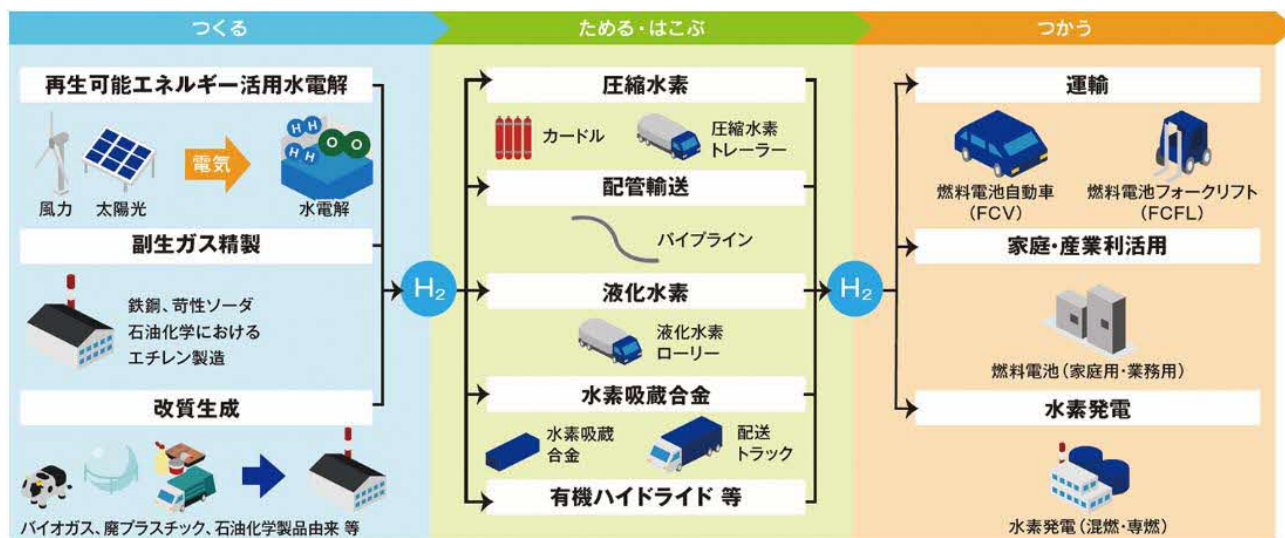 つくる
ためる・はこぶ
つかう
再生可能エネルギー活用水電解
電気
H
H
H
H
O
O
風力
太陽光
水電解
副生ガス精製
鉄鋼、苛性ソーダ
石油化学における
エチレン製造
改質生成
バイオガス、廃プラスチック、石油化学製品由来 等
H2
圧縮水素
カードル
圧縮水素
トレーラー
配管輸送
パイプライン
液化水素
液化水素
ローリー
水素吸蔵合金
水素吸蔵
合金
配送
トラック
有機ハイドライド 等
H2
運輸
燃料電池自動車
(FCV)
燃料電池フォークリフト
(FCFL)
家庭・産業利活用
燃料電池(家庭用・業務用)
水素発電
水素発電(混燃・専燃)